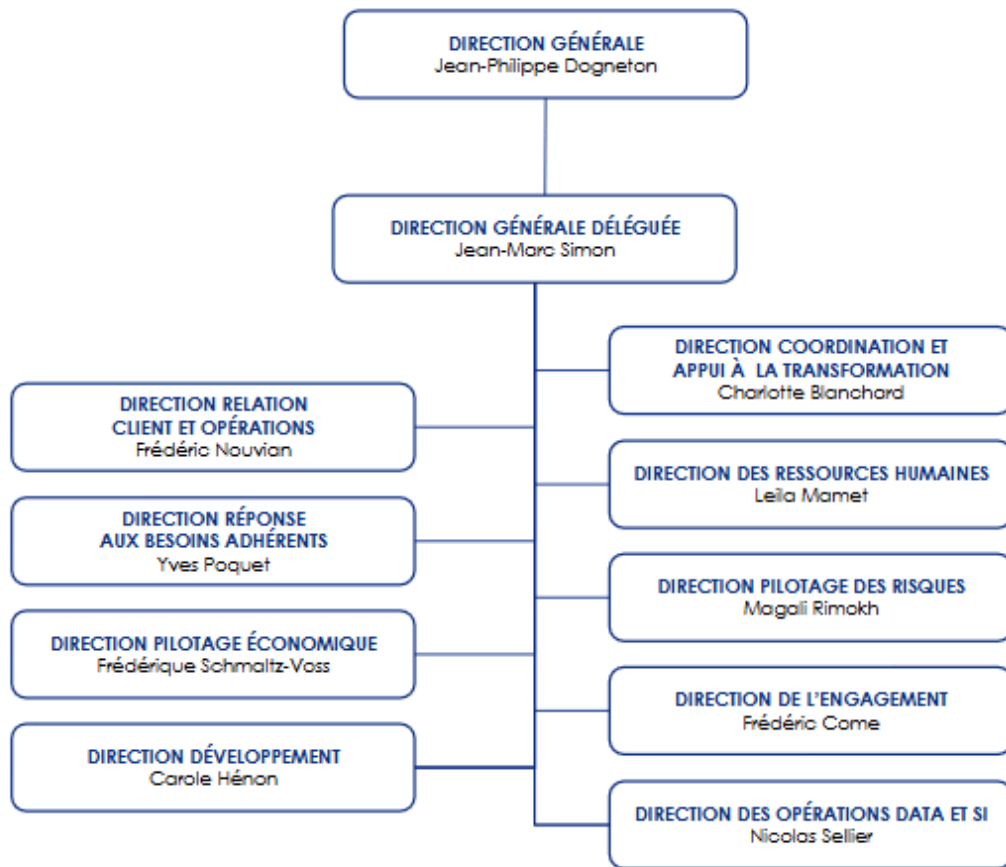 DIRECTION GÉNÉRALE
Jean-Philippe Dogneton
DIRECTION GÉNÉRALE DÉLÉGUÉE
Jean-Marc Simon
DIRECTION COORDINATION ET
APPUI À LA TRANSFORMATION
Charlotte Blanchard
DIRECTION RELATION
CLIENT ET OPÉRATIONS
Frédéric Nouvian
DIRECTION DES RESSOURCES HUMAINES
Leïla Mamet
DIRECTION RÉPONSE
AUX BESOINS ADHÉRENTS
Yves Poquet
DIRECTION PILOTAGE DES RISQUES
Magali Rimokh
DIRECTION PILOTAGE ÉCONOMIQUE
Frédérique Schmaltz-Voss
DIRECTION DE L’ENGAGEMENT
Frédéric Come
DIRECTION DÉVELOPPEMENT
Carole Hénon
DIRECTION DES OPÉRATIONS DATA ET SI
Nicolas Sellier